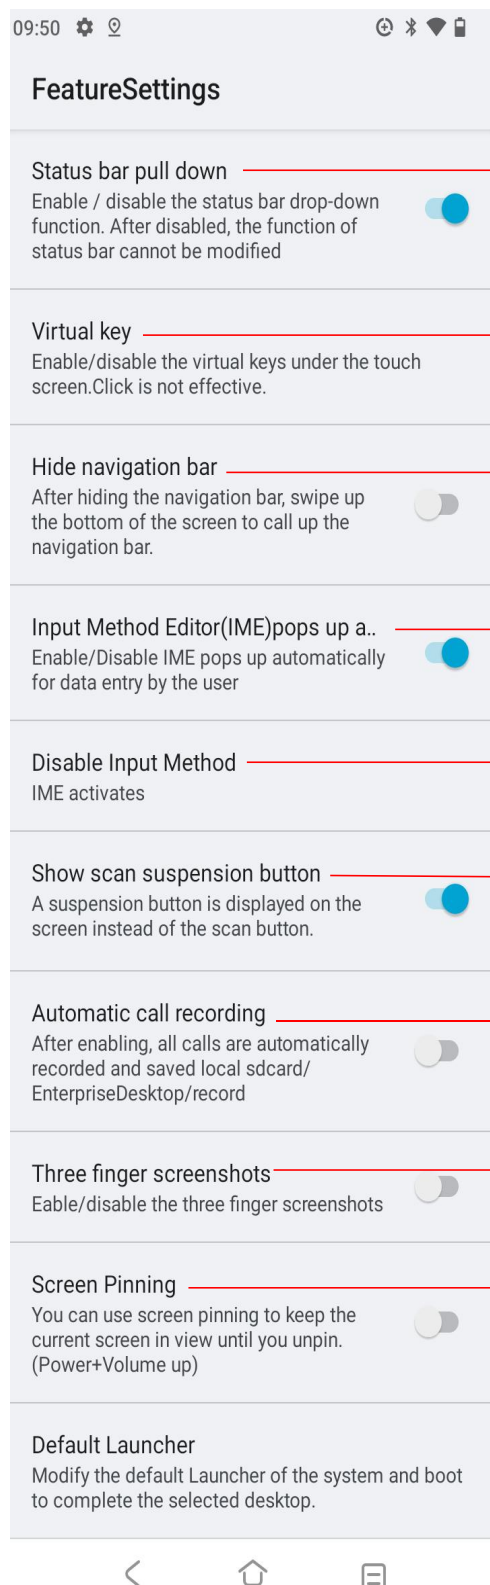 09:50
FeatureSettings
Status bar pull down
Enable / disable the status bar drop-down
function. After disabled, the function of
status bar cannot be modified
Virtual key
Enable/disable the virtual keys under the touch
screen.Click is not effective.
Hide navigation bar
After hiding the navigation bar, swipe up
the bottom of the screen to call up the
navigation bar.
Input Method Editor(IME)pops up a..
Enable/Disable IME pops up automatically
for data entry by the user
Disable Input Method
IME activates
Show scan suspension button
A suspension button is displayed on the
screen instead of the scan button.
Automatic call recording
After enabling, all calls are automatically
recorded and saved local sdcard/
EnterpriseDesktop/record
Three finger screenshots
Eable/disable the three finger screenshots
Screen Pinning
You can use screen pinning to keep the
current screen in view until you unpin.
(Power+Volume up)
Default Launcher
Modify the default Launcher of the system and boot
to complete the selected desktop.